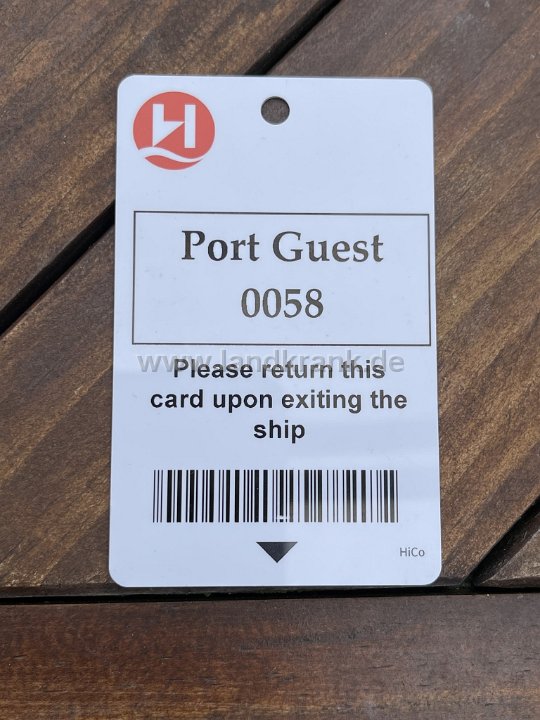 H
Port Guest
0058
www.landkrank.de
Please return this
card upon exiting the
ship
HiCo